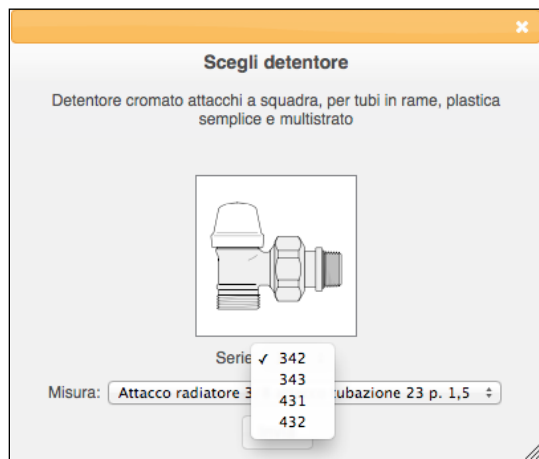 Scegli detentore
Detentore cromato attacchi a squadra, per tubi in rame, plastica
semplice e multistrato
Serie
✓ 342
343
431
432
Misura: Attacco radiatore 3 ubazione 23 p. 1,5